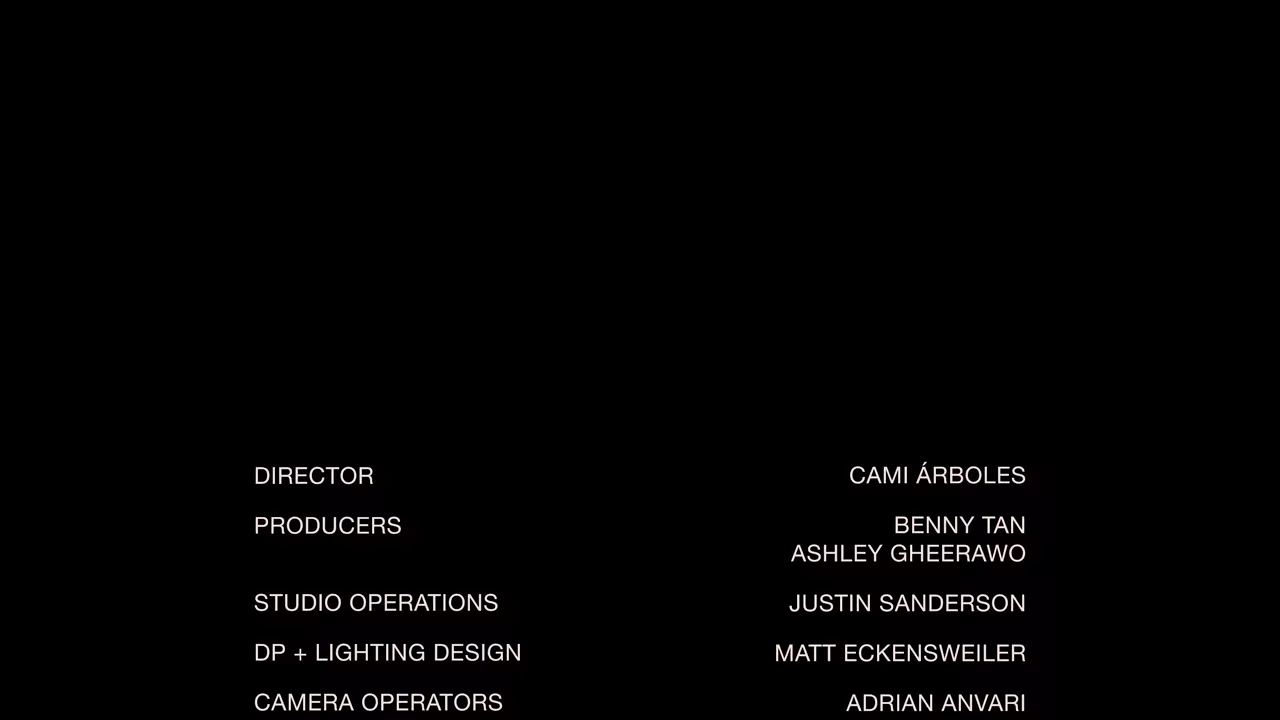 DIRECTOR CAMI ÁRBOLES
PRODUCERS BENNY TAN
ASHLEY GHEERAWO
STUDIO OPERATIONS JUSTIN SANDERSON
DP + LIGHTING DESIGN MATT ECKENSWEILER
CAMERA OPERATORS ADRIAN ANVARI